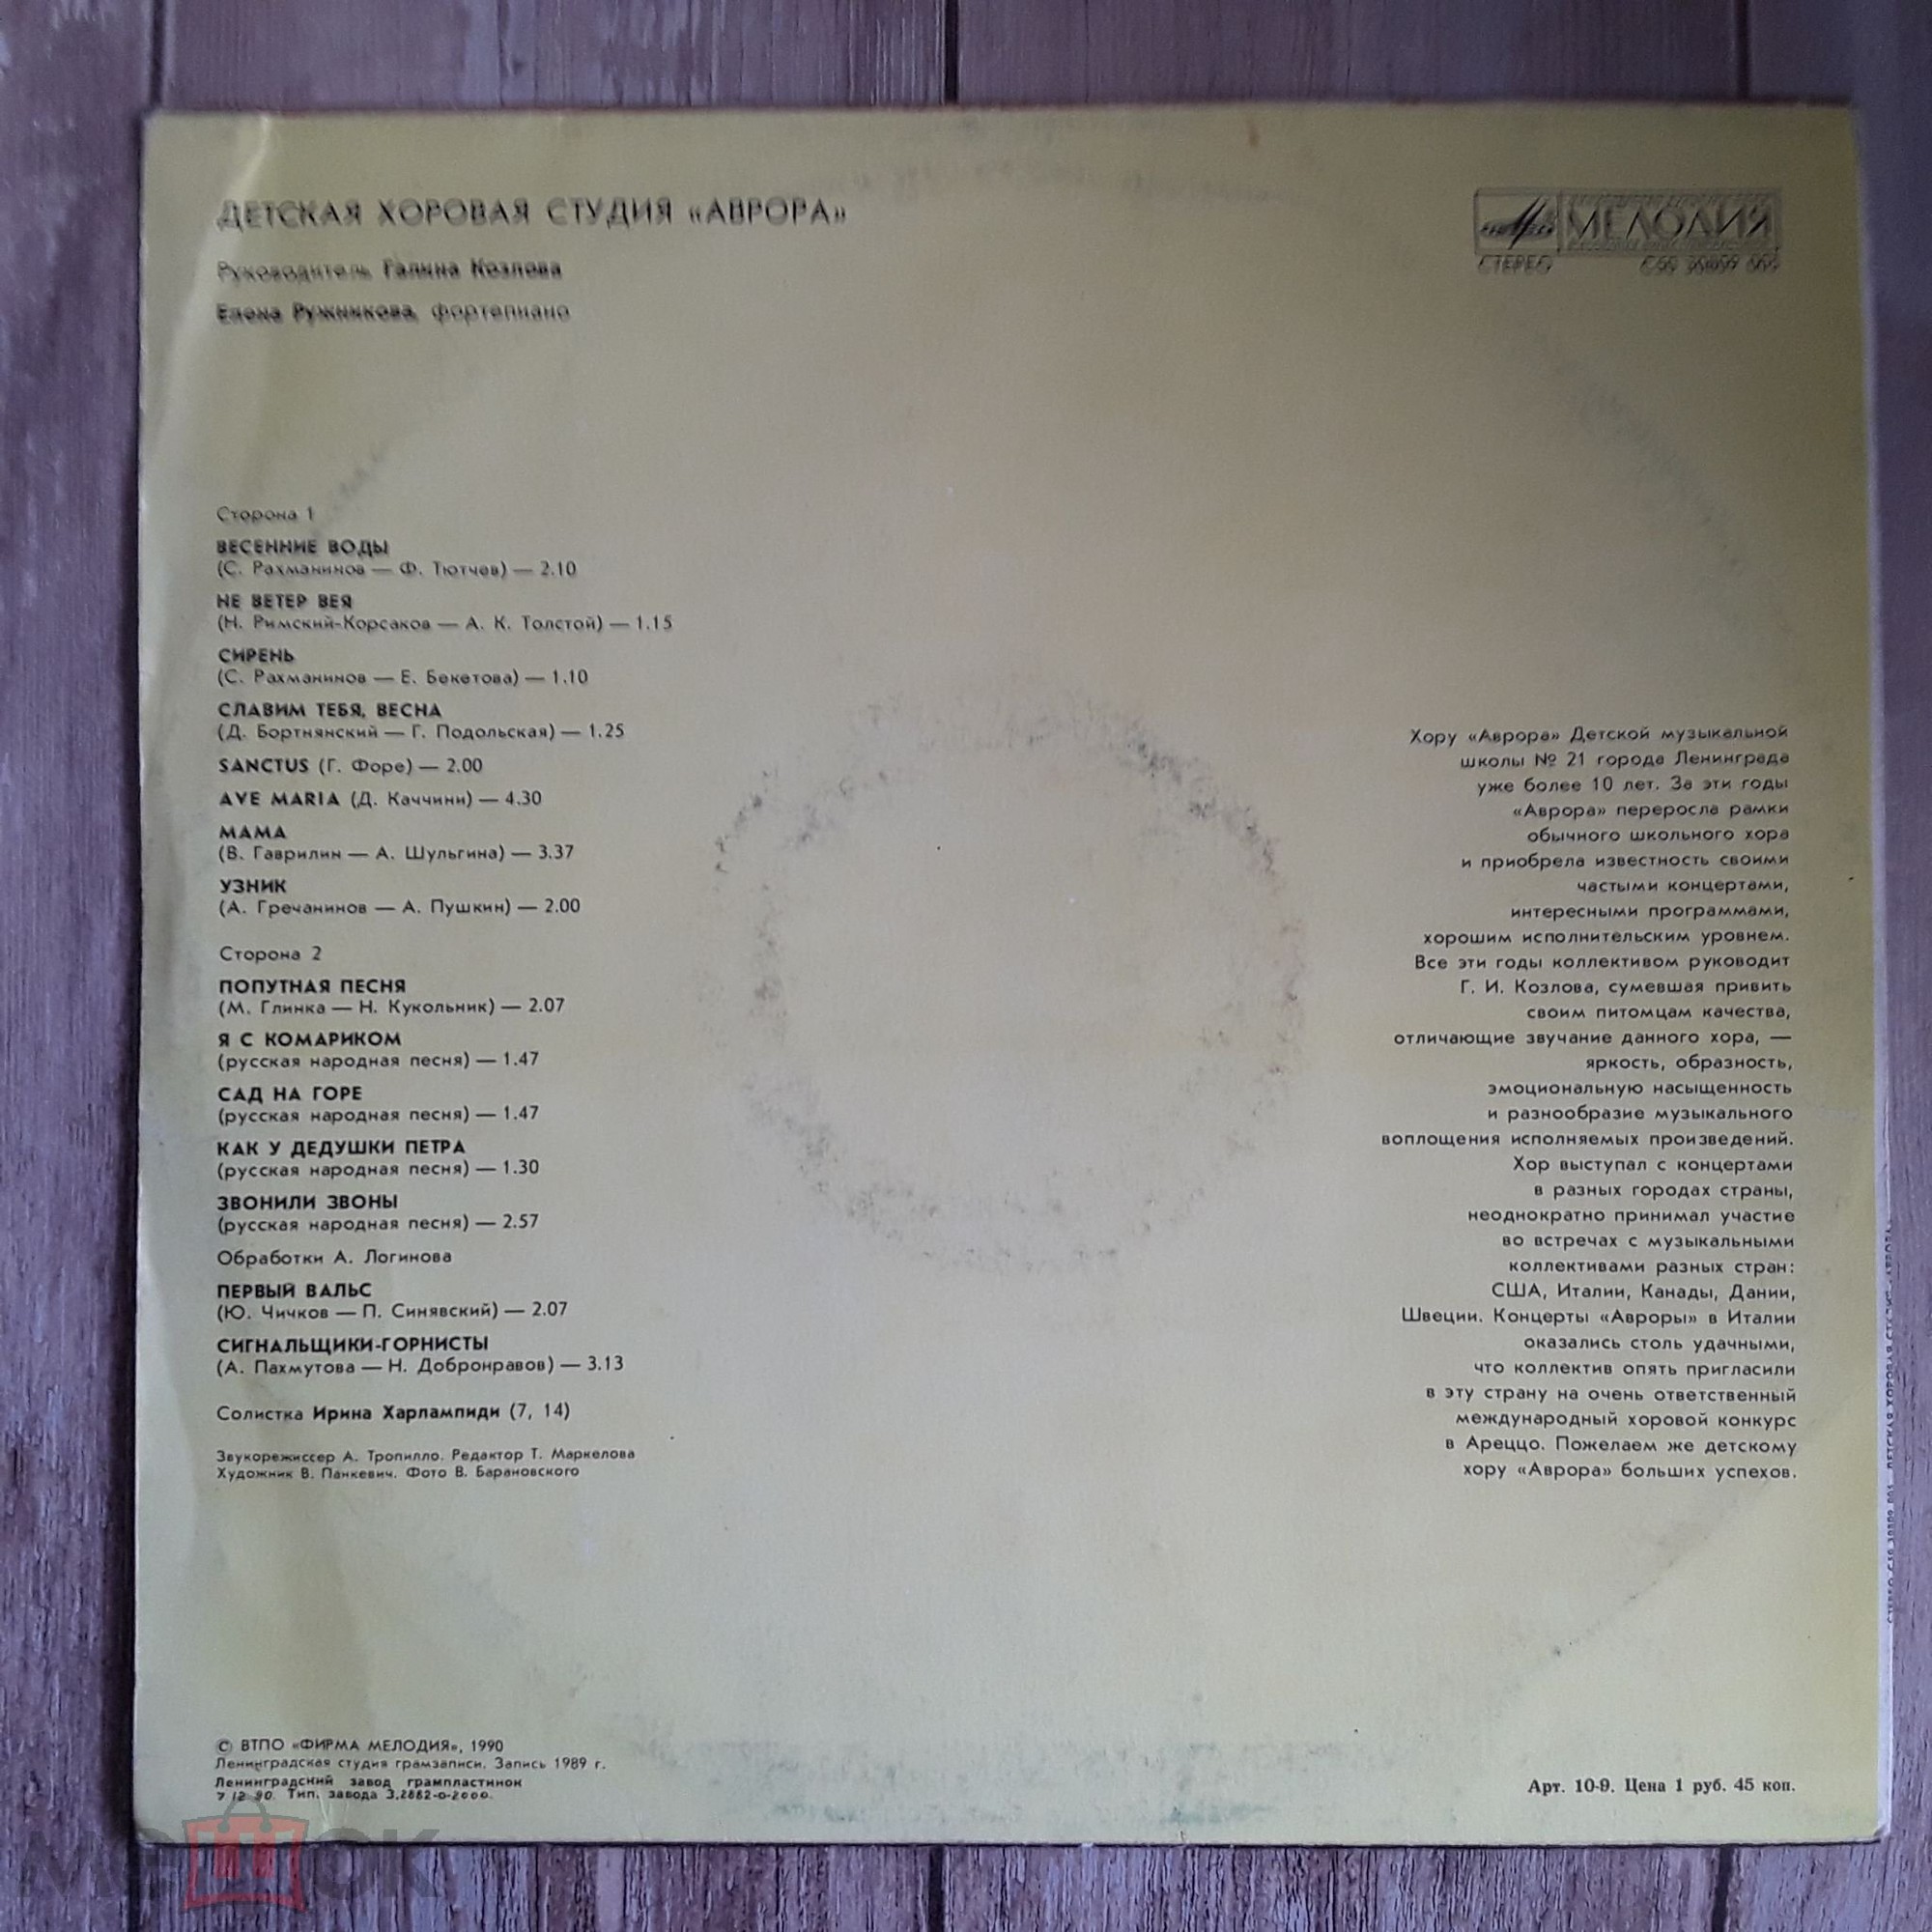 ДЕТСКАЯ ХОРОВАЯ СТУДИЯ «АВРОРА»
Руководитель Галина Козлова
Елена Ружникова, фортепиано
МЕЛОДИЯ
СТЕРЕО
Сторона 1
ВЕСЕННИЕ ВОДЫ
(С. Рахманинов — Ф. Тютчев) — 2.10
НЕ ВЕТЕР ВЕЯ
(Н. Римский-Корсаков — А. К. Толстой) — 1.15
СИРЕНЬ
(С. Рахманинов — Е. Бекетова) — 1.10
СЛАВИМ ТЕБЯ, ВЕСНА
(Д. Бортнянский — Г. Подольская) — 1.25
SANCTUS (Г. Форе) — 2.00
AVE MARIA (Д. Каччини) — 4.30
МАМА
(В. Гаврилин — А. Шульгина) — 3.37
УЗНИК
(А. Гречанинов — А. Пушкин) — 2.00
Сторона 2
ПОПУТНАЯ ПЕСНЯ
(М. Глинка — Н. Кукольник) — 2.07
Я С КОМАРИКОМ
(русская народная песня) — 1.47
САД НА ГОРЕ
(русская народная песня) — 1.47
КАК У ДЕДУШКИ ПЕТРА
(русская народная песня) — 1.30
ЗВОНИЛИ ЗВОНЫ
(русская народная песня) — 2.57
Обработки А. Логинова
ПЕРВЫЙ ВАЛЬС
(Ю. Чичков — П. Синявский) — 2.07
СИГНАЛЬЩИКИ-ГОРНИСТЫ
(А. Пахмутова — Н. Добронравов) — 3.13
Солистка Ирина Харлампиди (7, 14)
Звукорежиссер А. Тропилло. Редактор Т. Маркелова
Художник В. Панкевич. Фото В. Барановского
Хору «Аврора» Детской музыкальной
школы № 21 города Ленинграда
уже более 10 лет. За эти годы
«Аврора» переросла рамки
обычного школьного хора
и приобрела известность своими
частыми концертами,
интересными программами,
хорошим исполнительским уровнем.
Все эти годы коллективом руководит
Г. И. Козлова, сумевшая привить
своим питомцам качества,
отличающие звучание данного хора, —
яркость, образность,
эмоциональную насыщенность
и разнообразие музыкального
воплощения исполняемых произведений.
Хор выступал с концертами
в разных городах страны,
неоднократно принимал участие
во встречах с музыкальными
коллективами разных стран:
США, Италии, Канады, Дании,
Швеции. Концерты «Авроры» в Италии
оказались столь удачными,
что коллектив опять пригласили
в эту страну на очень ответственный
международный хоровой конкурс
в Ареццо. Пожелаем же детскому
хору «Аврора» больших успехов.
© ВТПО «ФИРМА МЕЛОДИЯ», 1990
Ленинградская студия грамзаписи. Запись 1989 г.
Ленинградский завод грампластинок
7 12 90. Тип. завода З.2882-0-2000.
Арт. 10-9. Цена 1 руб. 45 коп.